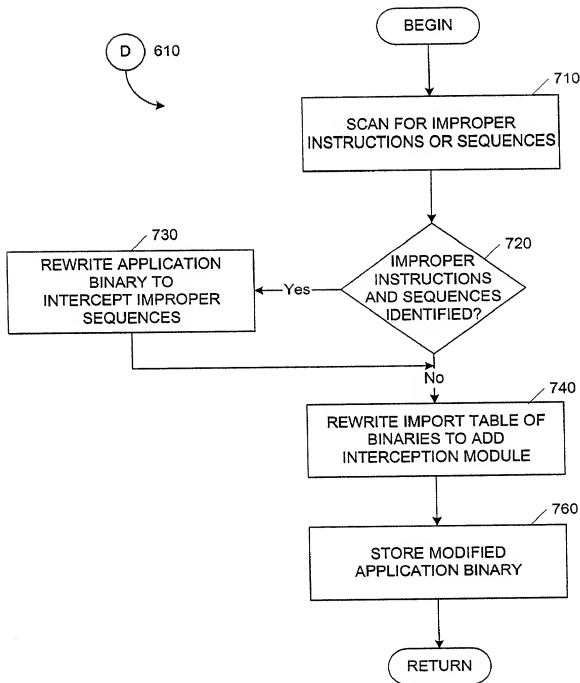 BEGIN
D 610
710
SCAN FOR IMPROPER
INSTRUCTIONS OR SEQUENCES
720
IMPROPER
INSTRUCTIONS
AND SEQUENCES
IDENTIFIED?
Yes
730
REWRITE APPLICATION
BINARY TO
INTERCEPT IMPROPER
SEQUENCES
No
740
REWRITE IMPORT TABLE OF
BINARIES TO ADD
INTERCEPTION MODULE
760
STORE MODIFIED
APPLICATION BINARY
RETURN